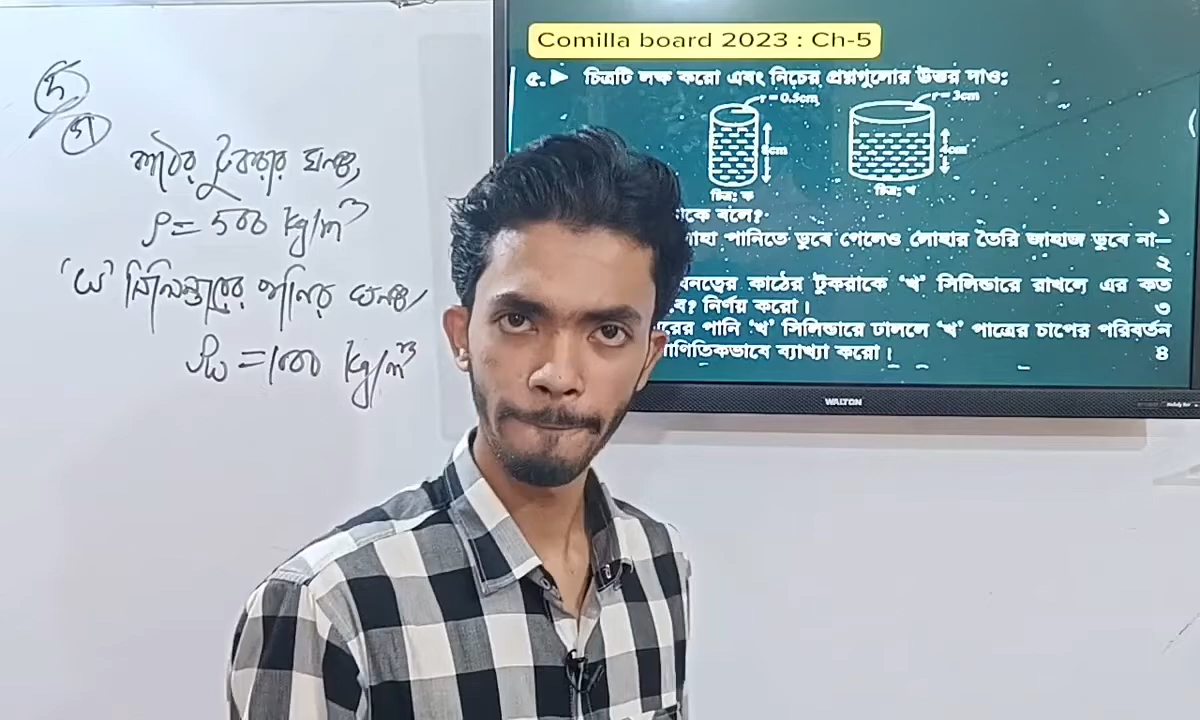 Comilla board 2023 : Ch-5
৫.► চিত্রটি লক্ষ করো এবং নিচের প্রশ্নগুলোর উত্তর দাও:
r = 0.5cm
r = 3cm
4cm
চিত্র: ক
চিত্র: খ
কে বলে?
১
পানিতে ডুবে গেলেও লোহার তৈরি জাহাজ ডুবে না—
২
কাঠের টুকরাকে ‘খ’ সিলিন্ডারে রাখলে এর কত
নির্ণয় করো।
৩
পানি ‘খ’ সিলিন্ডারে ঢাললে ‘খ’ পাত্রের চাপের পরিবর্তন
ব্যাখ্যা করো।
৪
WALTON
গ
কাঠের টুকরার ঘনত্ব,
ρ = 500 kg/m³
‘খ’ সিলিন্ডারের পানির ঘনত্ব,
ρw = 1000 kg/m³